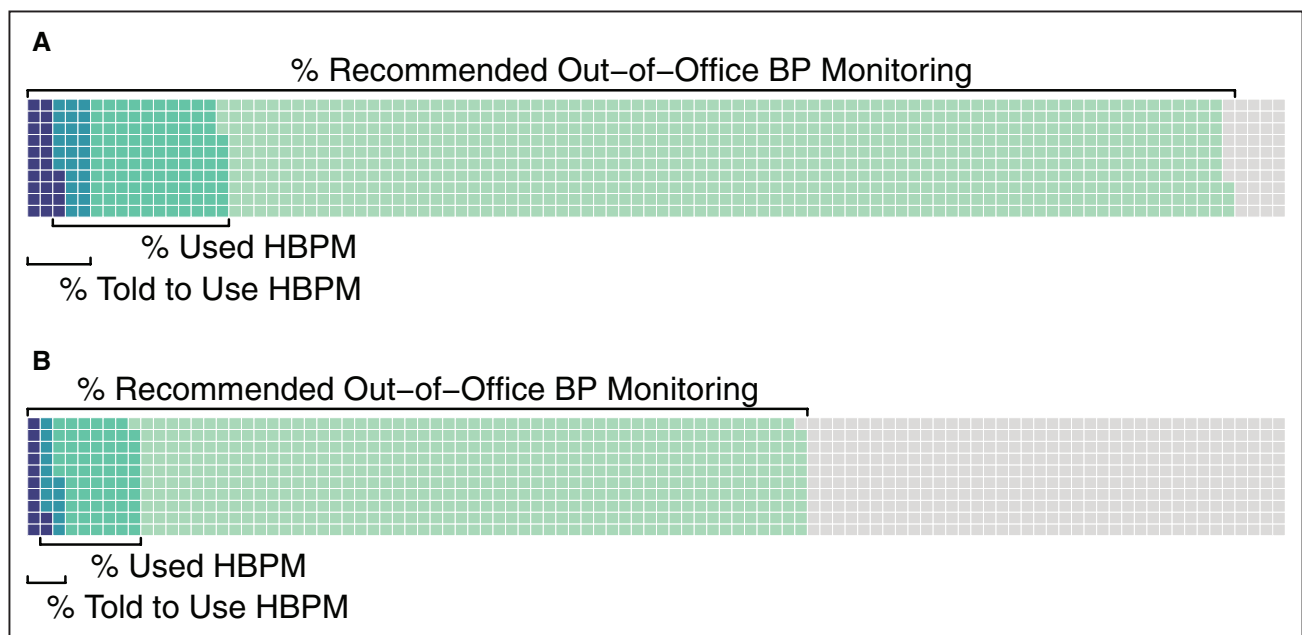 A
% Recommended Out−of−Office BP Monitoring
% Used HBPM
% Told to Use HBPM
B
% Recommended Out−of−Office BP Monitoring
% Used HBPM
% Told to Use HBPM